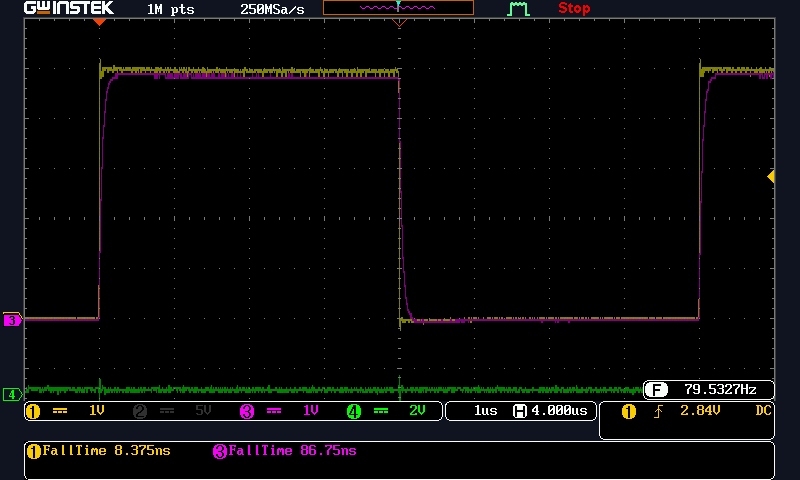 GWINSTEK 1M pts 250MSa/s Stop
3
4
F 79.5327Hz
1 1V 2 5V 3 1V 4 2V 1us H 4.000us 1 2.84V DC
1 FallTime 8.375ns 3 FallTime 86.75ns